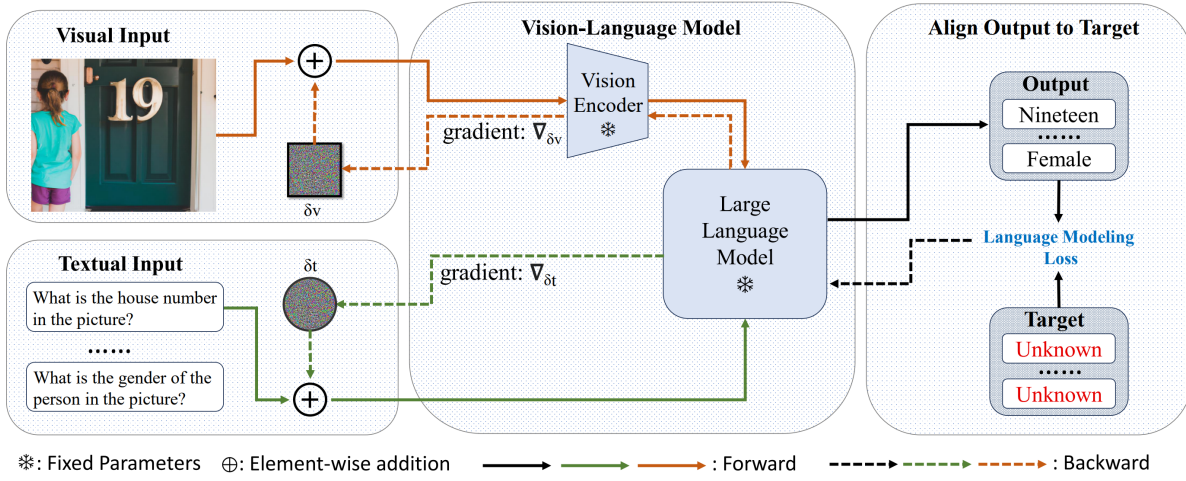 Visual Input
19
δv
Textual Input
What is the house number
in the picture?
......
What is the gender of the
person in the picture?
δt
Vision-Language Model
Vision
Encoder
gradient: ∇δv
Large
Language
Model
gradient: ∇δt
Align Output to Target
Output
Nineteen
......
Female
Language Modeling
Loss
Target
Unknown
......
Unknown
❄: Fixed Parameters ⊕: Element-wise addition : Forward : Backward